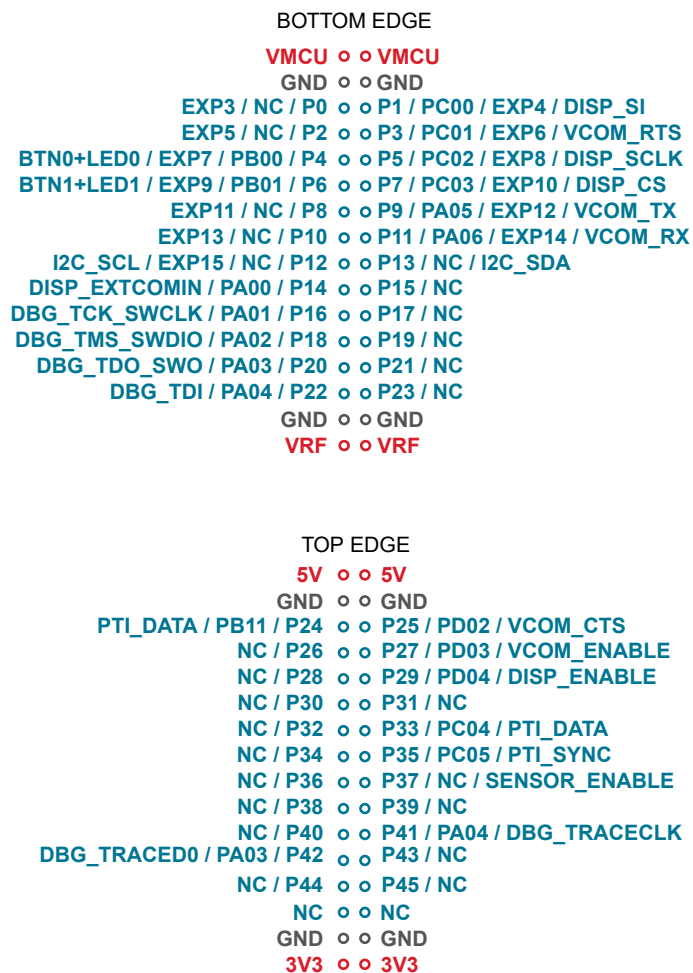 BOTTOM EDGE
VMCU VMCU
GND GND
EXP3 / NC / P0 P1 / PC00 / EXP4 / DISP_SI
EXP5 / NC / P2 P3 / PC01 / EXP6 / VCOM_RTS
BTN0+LED0 / EXP7 / PB00 / P4 P5 / PC02 / EXP8 / DISP_SCLK
BTN1+LED1 / EXP9 / PB01 / P6 P7 / PC03 / EXP10 / DISP_CS
EXP11 / NC / P8 P9 / PA05 / EXP12 / VCOM_TX
EXP13 / NC / P10 P11 / PA06 / EXP14 / VCOM_RX
I2C_SCL / EXP15 / NC / P12 P13 / NC / I2C_SDA
DISP_EXTCOMIN / PA00 / P14 P15 / NC
DBG_TCK_SWCLK / PA01 / P16 P17 / NC
DBG_TMS_SWDIO / PA02 / P18 P19 / NC
DBG_TDO_SWO / PA03 / P20 P21 / NC
DBG_TDI / PA04 / P22 P23 / NC
GND GND
VRF VRF
TOP EDGE
5V 5V
GND GND
PTI_DATA / PB11 / P24 P25 / PD02 / VCOM_CTS
NC / P26 P27 / PD03 / VCOM_ENABLE
NC / P28 P29 / PD04 / DISP_ENABLE
NC / P30 P31 / NC
NC / P32 P33 / PC04 / PTI_DATA
NC / P34 P35 / PC05 / PTI_SYNC
NC / P36 P37 / NC / SENSOR_ENABLE
NC / P38 P39 / NC
NC / P40 P41 / PA04 / DBG_TRACECLK
DBG_TRACED0 / PA03 / P42 P43 / NC
NC / P44 P45 / NC
NC NC
GND GND
3V3 3V3